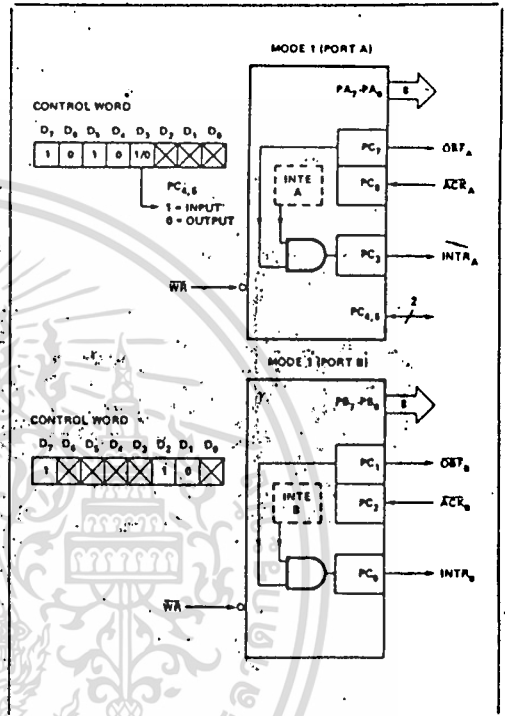 MODE 1 (PORT A)
PA7-PA0 8
CONTROL WORD
D7 D6 D5 D4 D3 D2 D1 D0
1 0 1 0 1/0
PC4,5
1 = INPUT
0 = OUTPUT
PC7 OBFA
PC6 ACKA
INTE A
PC3 INTRA
WR
PC4,5 2
MODE 1 (PORT B)
PB7-PB0 8
CONTROL WORD
D7 D6 D5 D4 D3 D2 D1 D0
1 1 0
PC1 OBFB
PC2 ACKB
INTE B
PC0 INTRB
WR